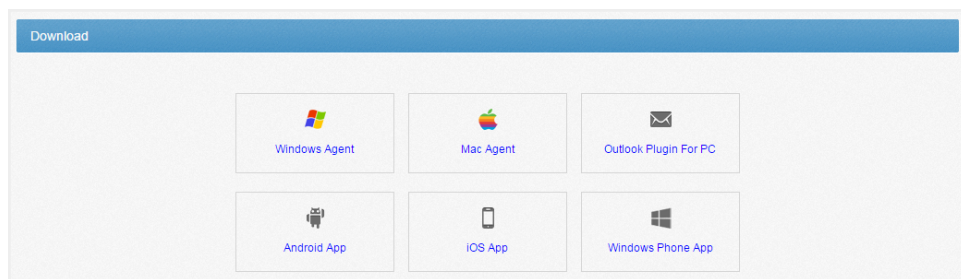 Download
Windows Agent
Mac Agent
Outlook Plugin For PC
Android App
iOS App
Windows Phone App